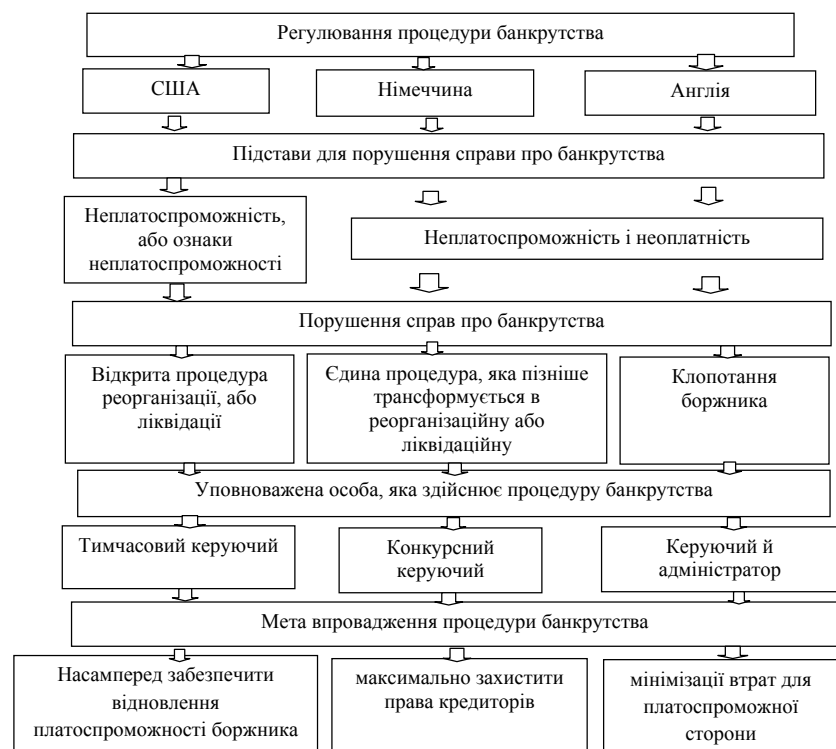 Регулювання процедури банкрутства
США
Німеччина
Англія
Підстави для порушення справи про банкрутства
Неплатоспроможність,
або ознаки
неплатоспроможності
Неплатоспроможність і неоплатність
Порушення справ про банкрутства
Відкрита процедура
реорганізації, або
ліквідації
Єдина процедура, яка пізніше
трансформується в
реорганізаційну або
ліквідаційну
Клопотання
боржника
Уповноважена особа, яка здійснює процедуру банкрутства
Тимчасовий керуючий
Конкурсний
керуючий
Керуючий й
адміністратор
Мета впровадження процедури банкрутства
Насамперед забезпечити
відновлення
платоспроможності боржника
максимально захистити
права кредиторів
мінімізації втрат для
платоспроможної
сторони